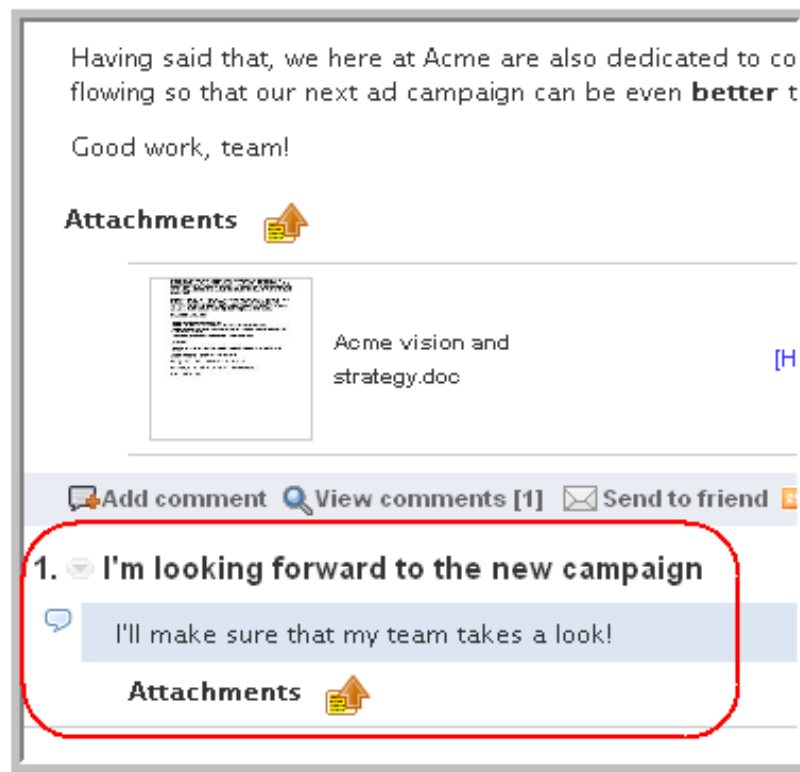 Having said that, we here at Acme are also dedicated to co
flowing so that our next ad campaign can be even better t
Good work, team!
Attachments
Acme vision and
strategy.doc
[H
Add comment View comments [1] Send to friend
1. I'm looking forward to the new campaign
I'll make sure that my team takes a look!
Attachments